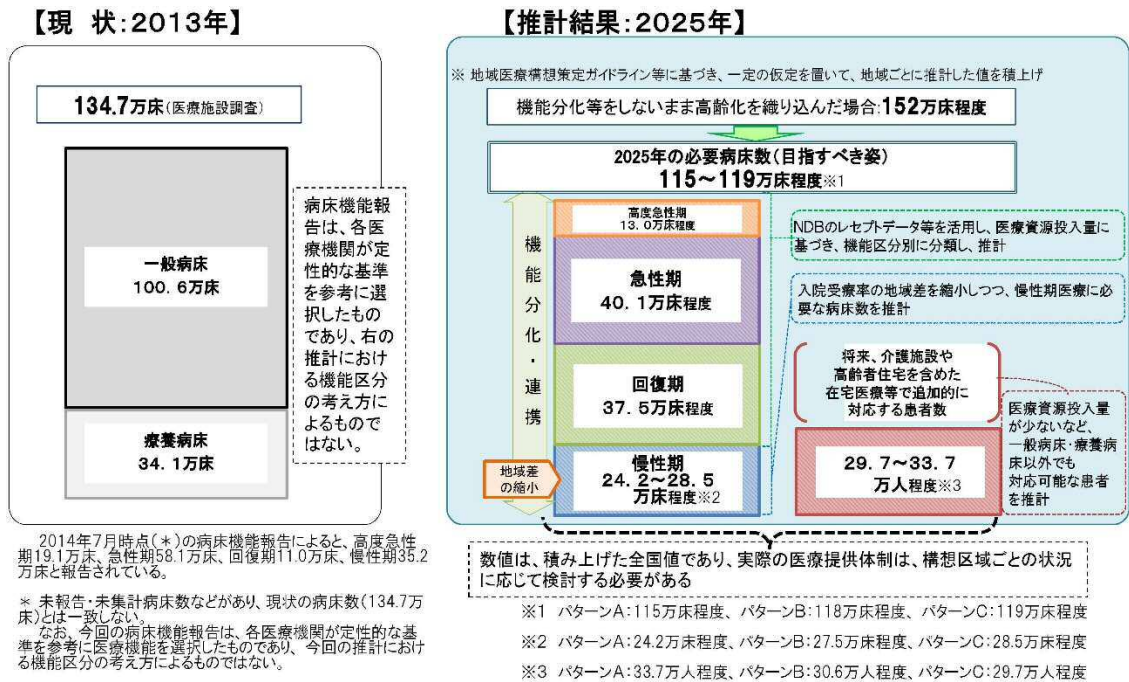 【現 状:2013年】
134.7万床(医療施設調査)
一般病床
100.6万床
療養病床
34.1万床
病床機能報
告は、各医
療機関が定
性的な基準
を参考に選
択したもの
であり、右の
推計におけ
る機能区分
の考え方に
よるもので
はない。
2014年7月時点(*)の病床機能報告によると、高度急性
期19.1万床、急性期58.1万床、回復期11.0万床、慢性期35.2
万床と報告されている。
* 未報告・未集計病床数などがあり、現状の病床数(134.7万
床)とは一致しない。
なお、今回の病床機能報告は、各医療機関が定性的な基
準を参考に医療機能を選択したものであり、今回の推計におけ
る機能区分の考え方によるものではない。
【推計結果:2025年】
※ 地域医療構想策定ガイドライン等に基づき、一定の仮定を置いて、地域ごとに推計した値を積上げ
機能分化等をしないまま高齢化を織り込んだ場合:152万床程度
2025年の必要病床数(目指すべき姿)
115~119万床程度※1
機能分化・連携
地域差
の縮小
高度急性期
13.0万床程度
急性期
40.1万床程度
回復期
37.5万床程度
慢性期
24.2~28.5
万床程度※2
NDBのレセプトデータ等を活用し、医療資源投入量に
基づき、機能区分別に分類し、推計
入院受療率の地域差を縮小しつつ、慢性期医療に必
要な病床数を推計
将来、介護施設や
高齢者住宅を含めた
在宅医療等で追加的に
対応する患者数
29.7~33.7
万人程度※3
医療資源投入量
が少ないなど、
一般病床・療養病
床以外でも
対応可能な患者
を推計
数値は、積み上げた全国値であり、実際の医療提供体制は、構想区域ごとの状況
に応じて検討する必要がある
※1 パターンA:115万床程度、パターンB:118万床程度、パターンC:119万床程度
※2 パターンA:24.2万床程度、パターンB:27.5万床程度、パターンC:28.5万床程度
※3 パターンA:33.7万人程度、パターンB:30.6万人程度、パターンC:29.7万人程度